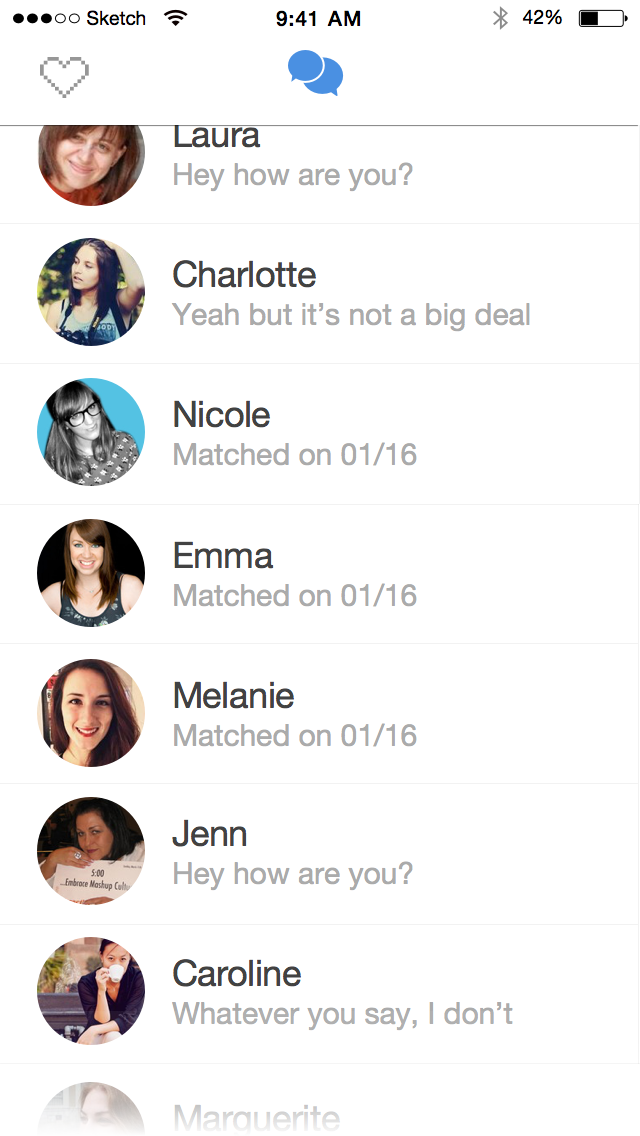 Sketch 9:41 AM 42%
Laura
Hey how are you?
Charlotte
Yeah but it’s not a big deal
Nicole
Matched on 01/16
Emma
Matched on 01/16
Melanie
Matched on 01/16
Jenn
Hey how are you?
5:00
...Embrace Mashup Cultu
Caroline
Whatever you say, I don’t
Marguerite